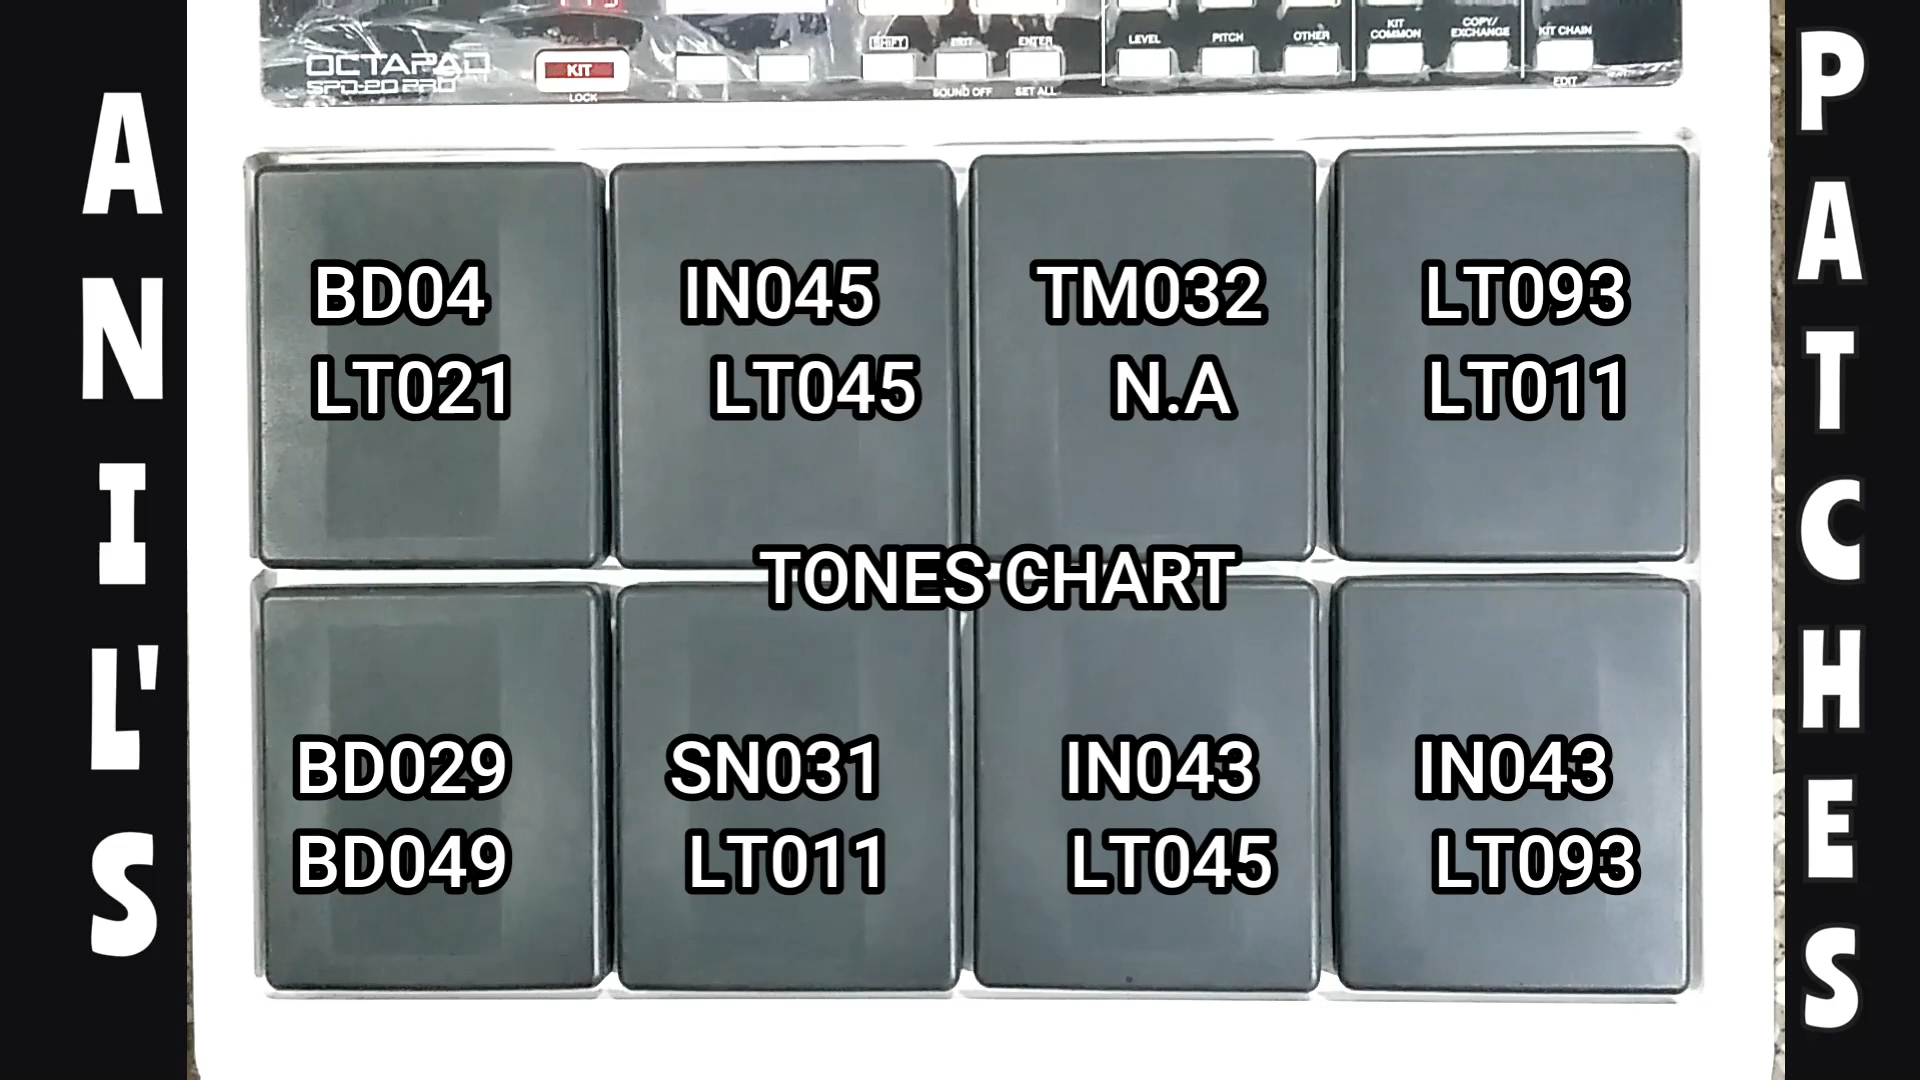 KIT
LOCK
OCTAPAD
SPD:20 PRO
SHIFT
EXIT
ENTER
SOUND OFF
SET ALL
LEVEL
PITCH
OTHER
KIT
COMMON
COPY/
EXCHANGE
KIT CHAIN
EDIT
ANIL'S
PATCHES
BD04
LT021
IN045
LT045
TM032
N.A
LT093
LT011
TONES CHART
BD029
BD049
SN031
LT011
IN043
LT045
IN043
LT093